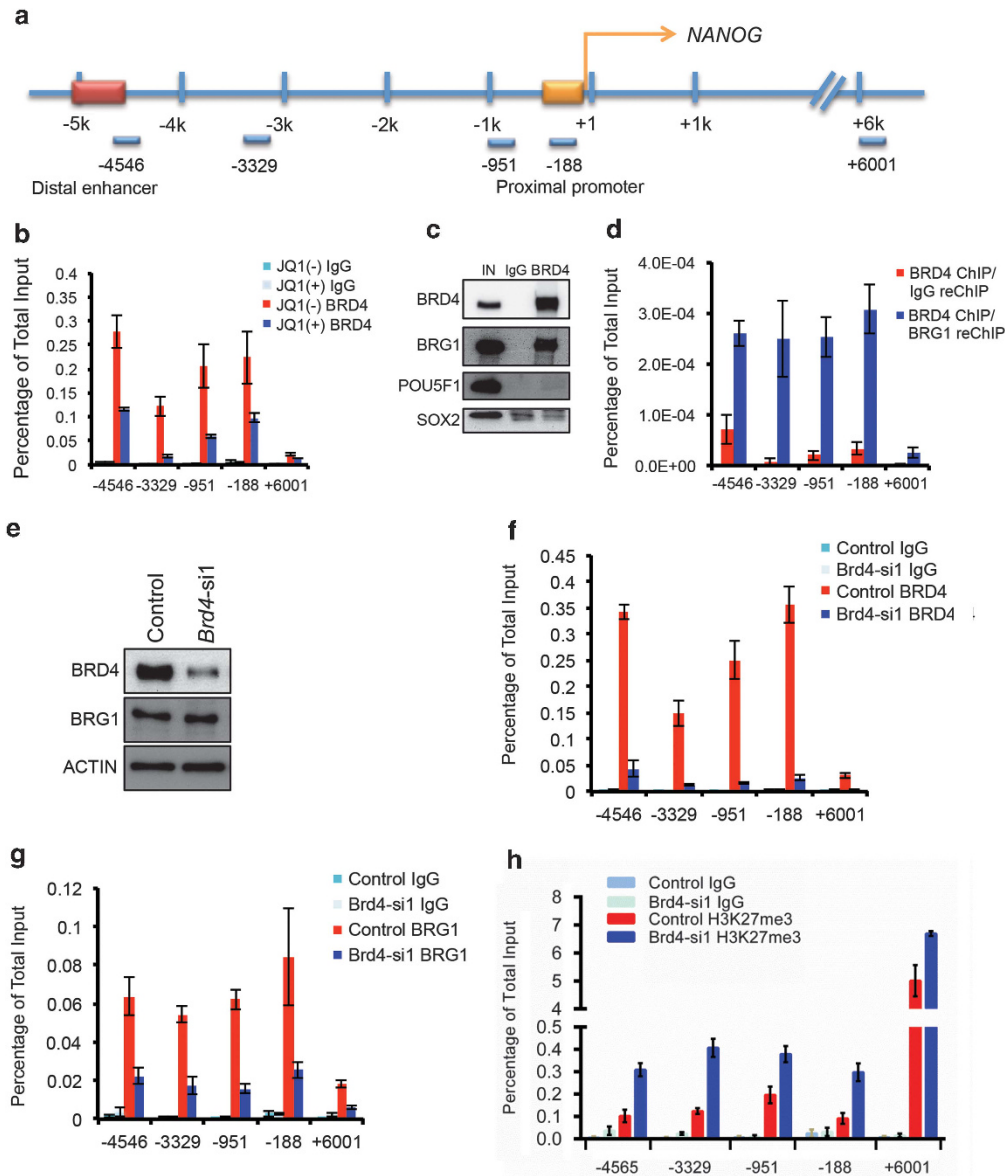 a
NANOG
-5k -4k -3k -2k -1k +1 +1k +6k
-4546 -3329 -951 -188 +6001
Distal enhancer Proximal promoter
b
JQ1(-) IgG
JQ1(+) IgG
JQ1(-) BRD4
JQ1(+) BRD4
Percentage of Total Input
0.4
0.35
0.3
0.25
0.2
0.15
0.1
0.05
0
-4546 -3329 -951 -188 +6001
c
IN IgG BRD4
BRD4
BRG1
POU5F1
SOX2
d
BRD4 ChIP/
IgG reChIP
BRD4 ChIP/
BRG1 reChIP
Percentage of Total Input
4.0E-04
3.0E-04
2.0E-04
1.0E-04
0.0E+00
-4546 -3329 -951 -188 +6001
e
Control Brd4-si1
BRD4
BRG1
ACTIN
f
Control IgG
Brd4-si1 IgG
Control BRD4
Brd4-si1 BRD4
Percentage of Total Input
0.45
0.4
0.35
0.3
0.25
0.2
0.15
0.1
0.05
0
-4546 -3329 -951 -188 +6001
g
Control IgG
Brd4-si1 IgG
Control BRG1
Brd4-si1 BRG1
Percentage of Total Input
0.12
0.1
0.08
0.06
0.04
0.02
0
-4546 -3329 -951 -188 +6001
h
Control IgG
Brd4-si1 IgG
Control H3K27me3
Brd4-si1 H3K27me3
Percentage of Total Input
8
7
6
5
4
0.5
0.4
0.3
0.2
0.1
0.0
-4565 -3329 -951 -188 +6001